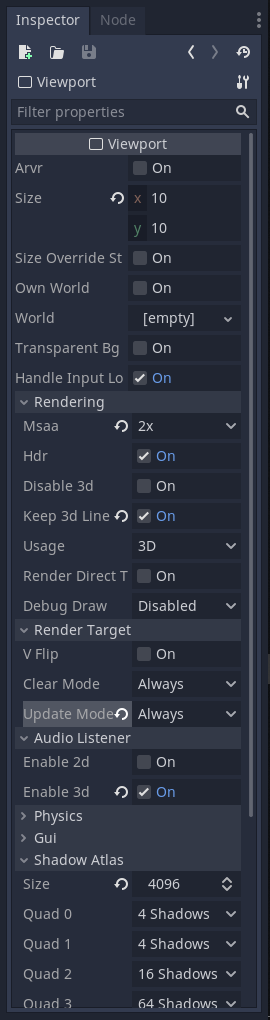 Inspector Node
Viewport
Filter properties
Viewport
Arvr On
Size x 10
y 10
Size Override St On
Own World On
World [empty]
Transparent Bg On
Handle Input Lo On
Rendering
Msaa 2x
Hdr On
Disable 3d On
Keep 3d Line On
Usage 3D
Render Direct T On
Debug Draw Disabled
Render Target
V Flip On
Clear Mode Always
Update Mode Always
Audio Listener
Enable 2d On
Enable 3d On
Physics
Gui
Shadow Atlas
Size 4096
Quad 0 4 Shadows
Quad 1 4 Shadows
Quad 2 16 Shadows
Quad 3 64 Shadows